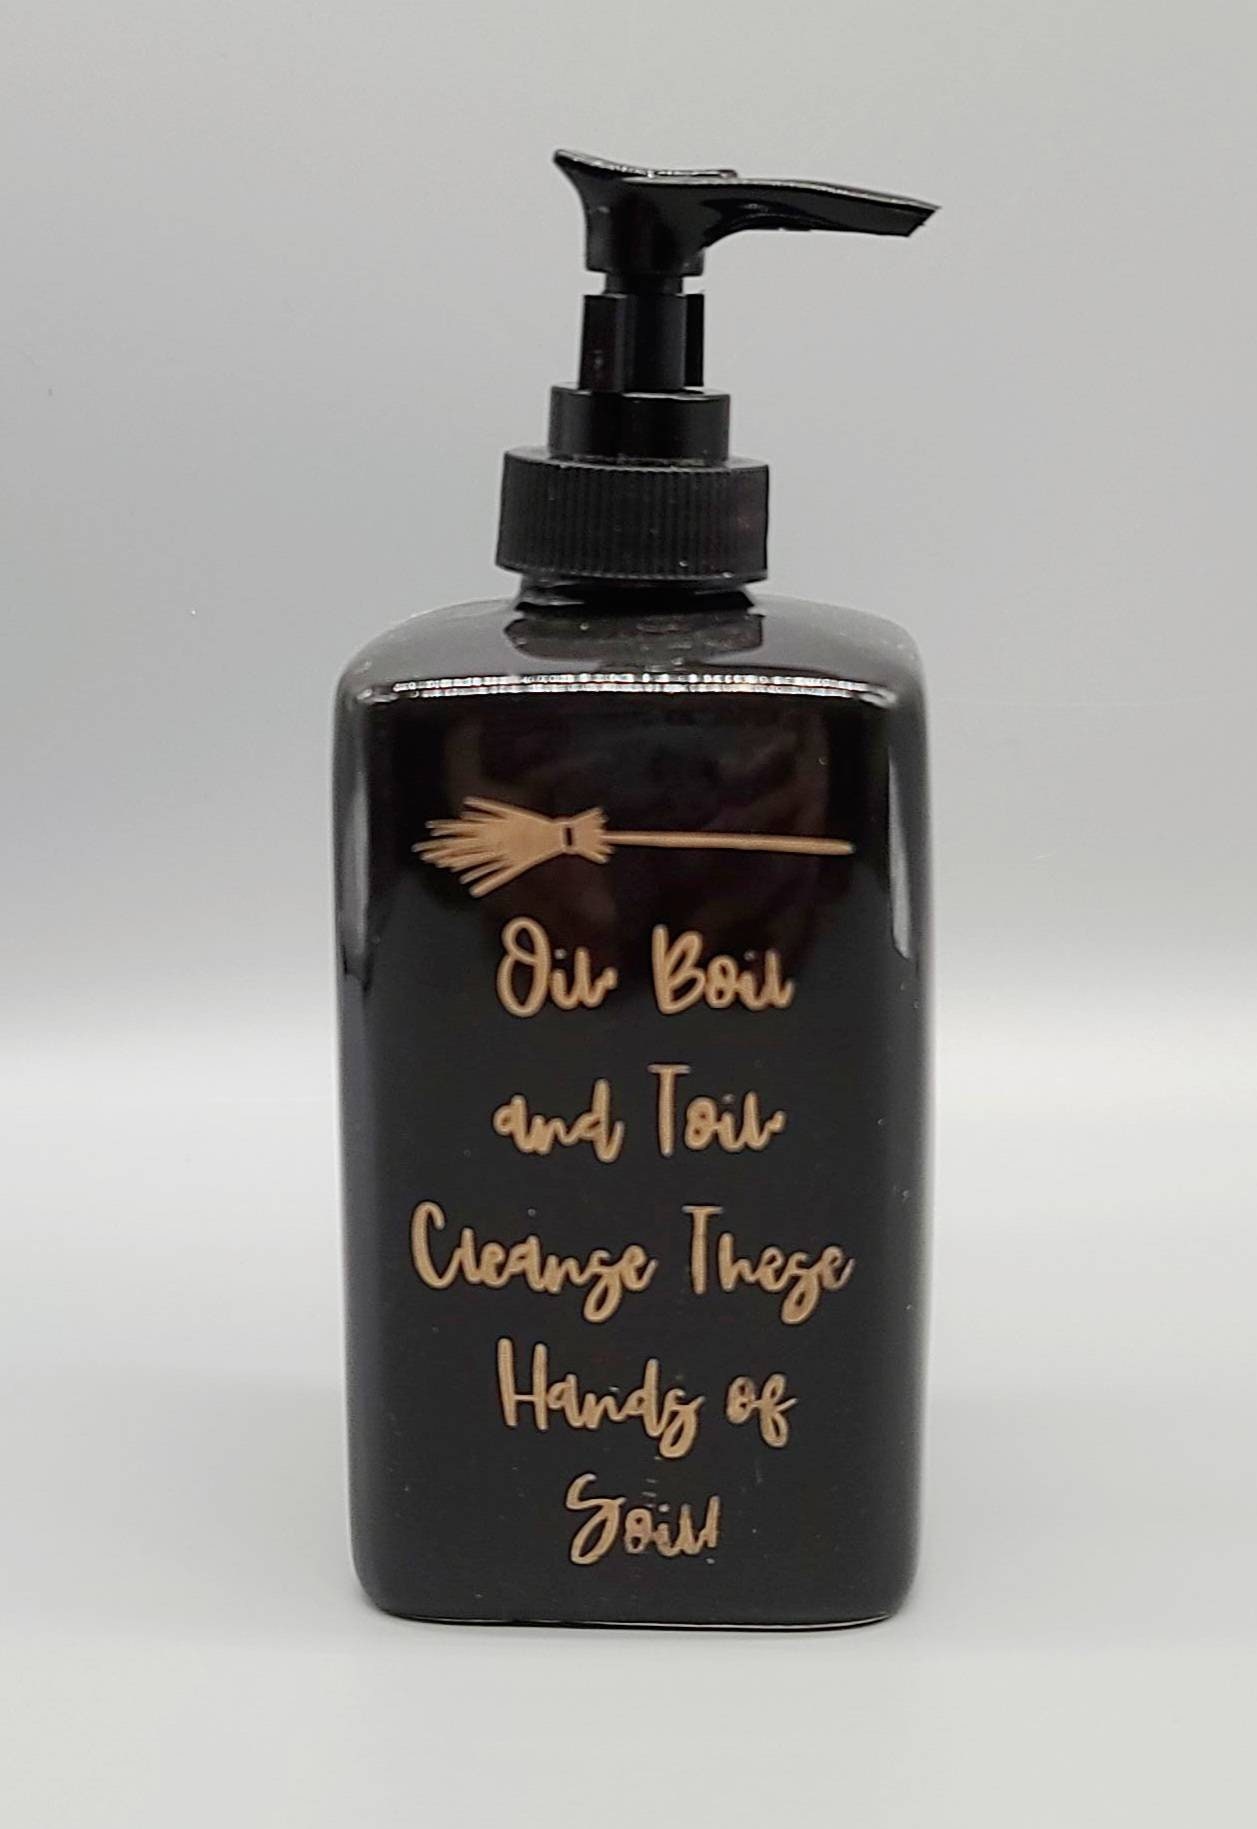 Oil Boil
and Toil
Cleanse These
Hands of
Soil!